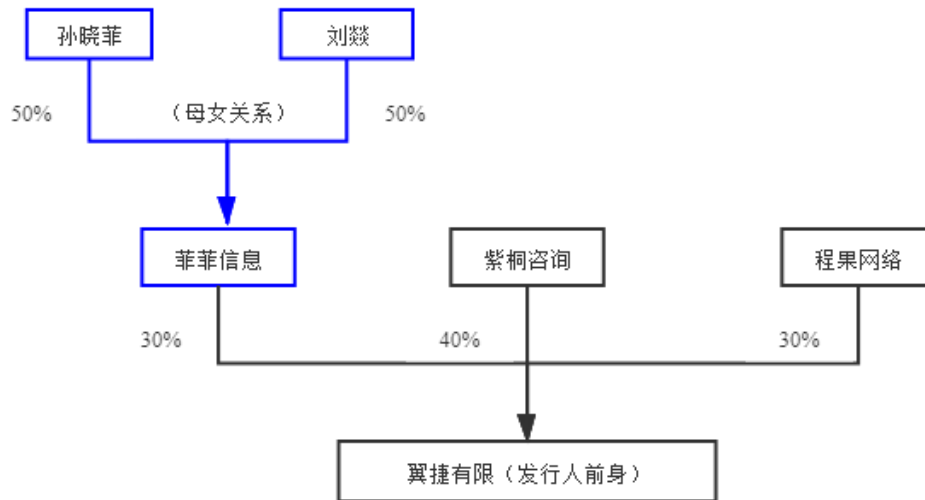 孙晓菲
刘燚
50%
（母女关系）
50%
菲菲信息
紫桐咨询
程果网络
30%
40%
30%
翼捷有限（发行人前身）